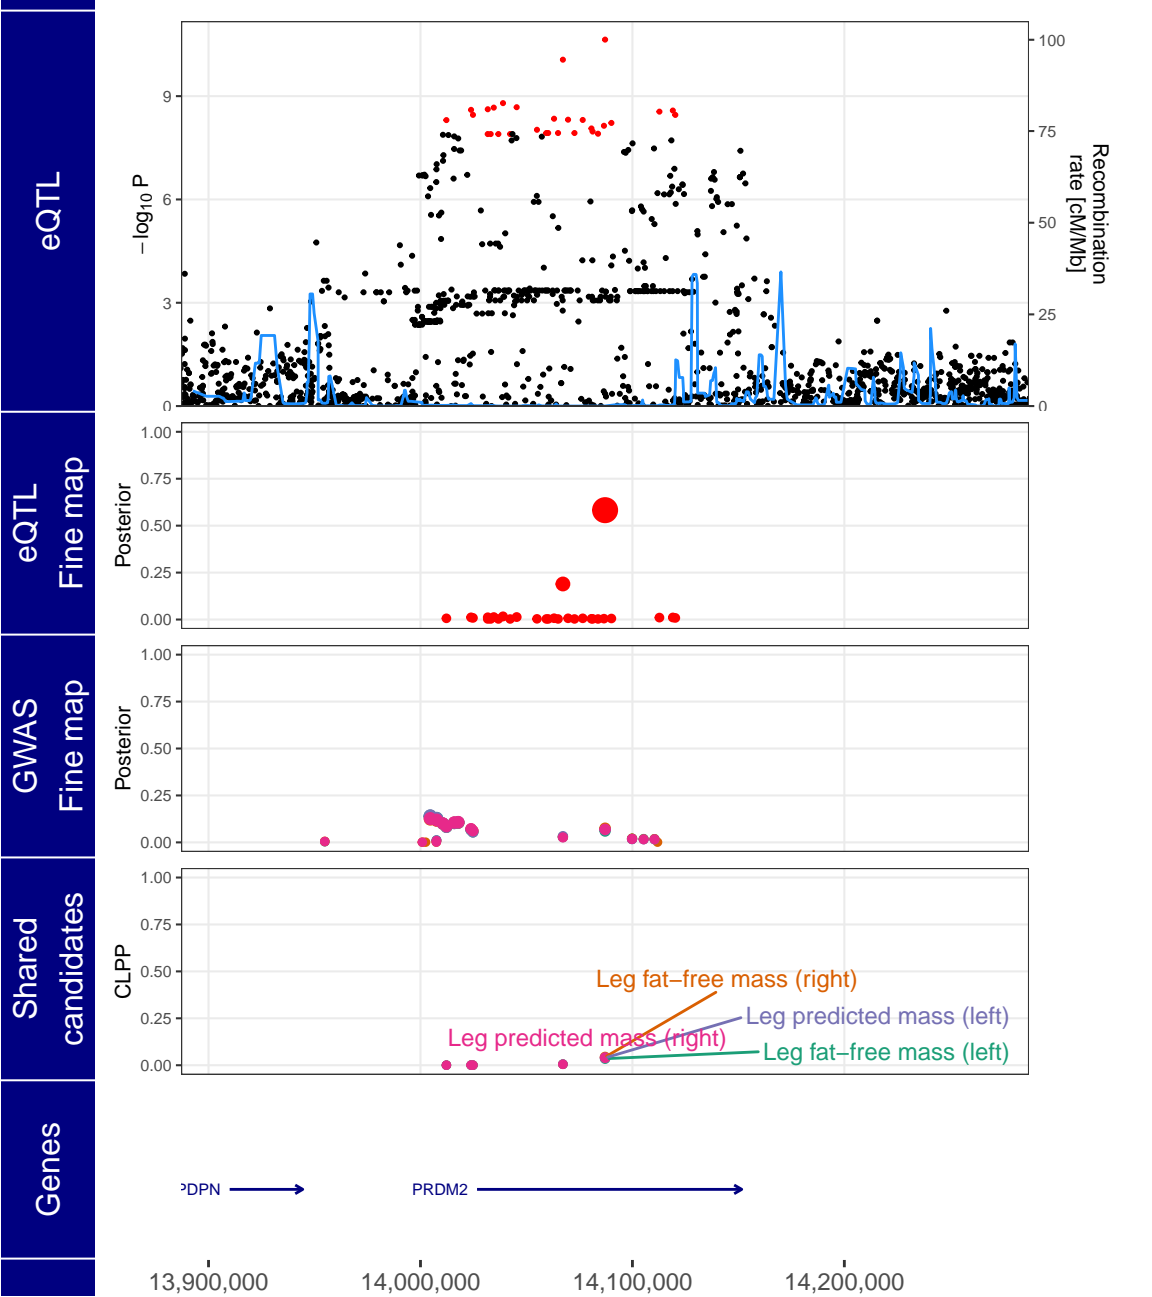 eQTL
−log10 P
9
6
3
0
100
75
50
25
0
Recombination
rate [cM/Mb]
eQTL
Fine map
Posterior
1.00
0.75
0.50
0.25
0.00
GWAS
Fine map
Posterior
1.00
0.75
0.50
0.25
0.00
Shared
candidates
CLPP
1.00
0.75
0.50
0.25
0.00
Leg fat−free mass (right)
Leg predicted mass (left)
Leg predicted mass (right)
Leg fat−free mass (left)
Genes
PDPN
PRDM2
13,900,000
14,000,000
14,100,000
14,200,000